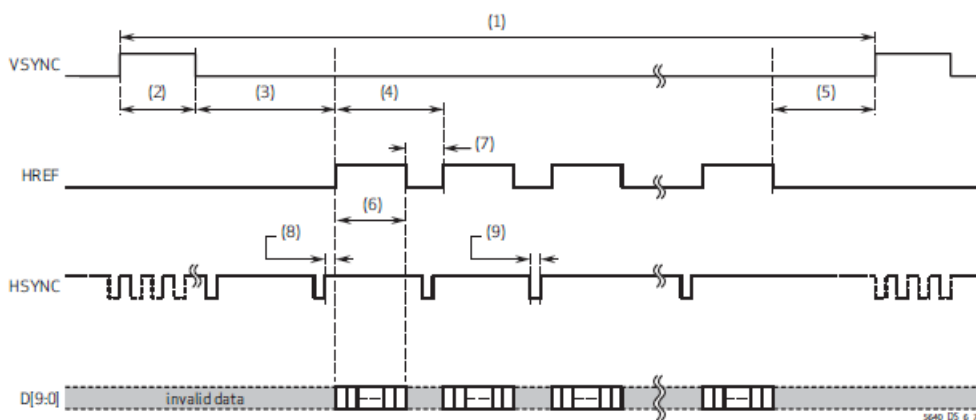 (1)
VSYNC
(2) (3) (4) (5)
(7)
HREF
(6)
(8) (9)
HSYNC
D[9:0] invalid data